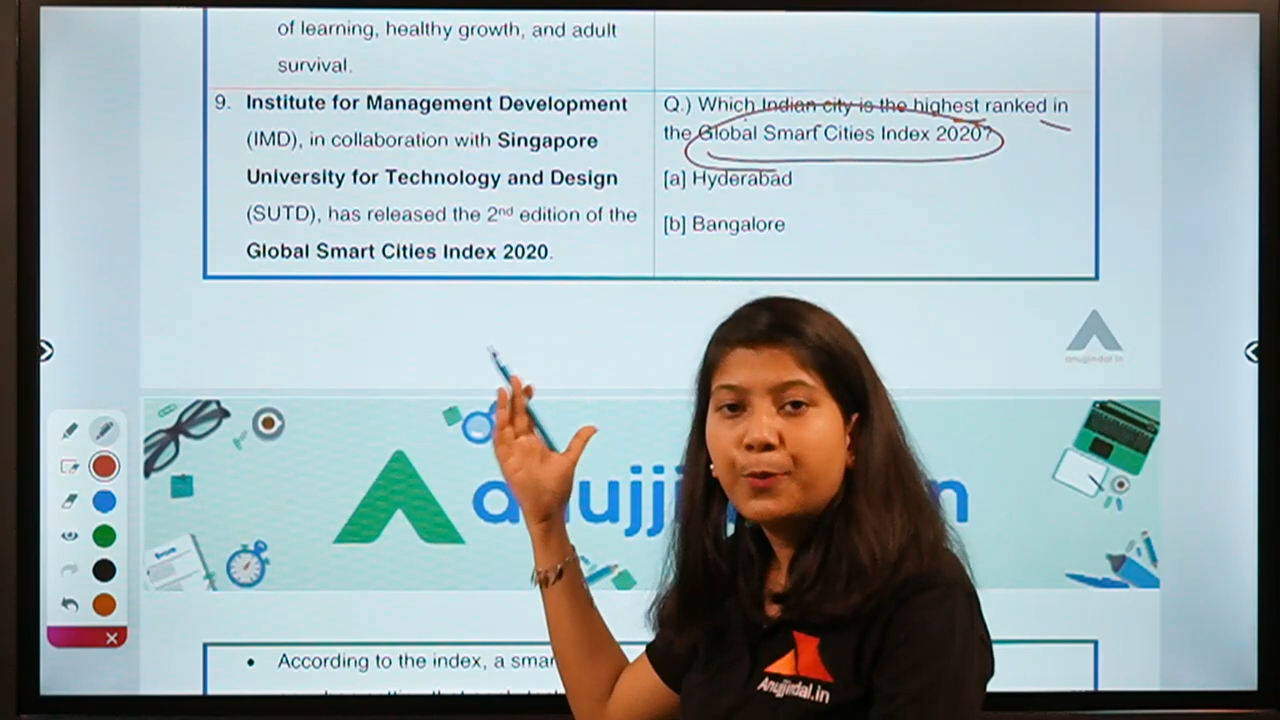 of learning, healthy growth, and adult
survival.
9. Institute for Management Development
(IMD), in collaboration with Singapore
University for Technology and Design
(SUTD), has released the 2nd edition of the
Global Smart Cities Index 2020.
Q.) Which Indian city is the highest ranked in
the Global Smart Cities Index 2020?
[a] Hyderabad
[b] Bangalore
anujjindal.in
• According to the index, a smar
Anujjindal.in